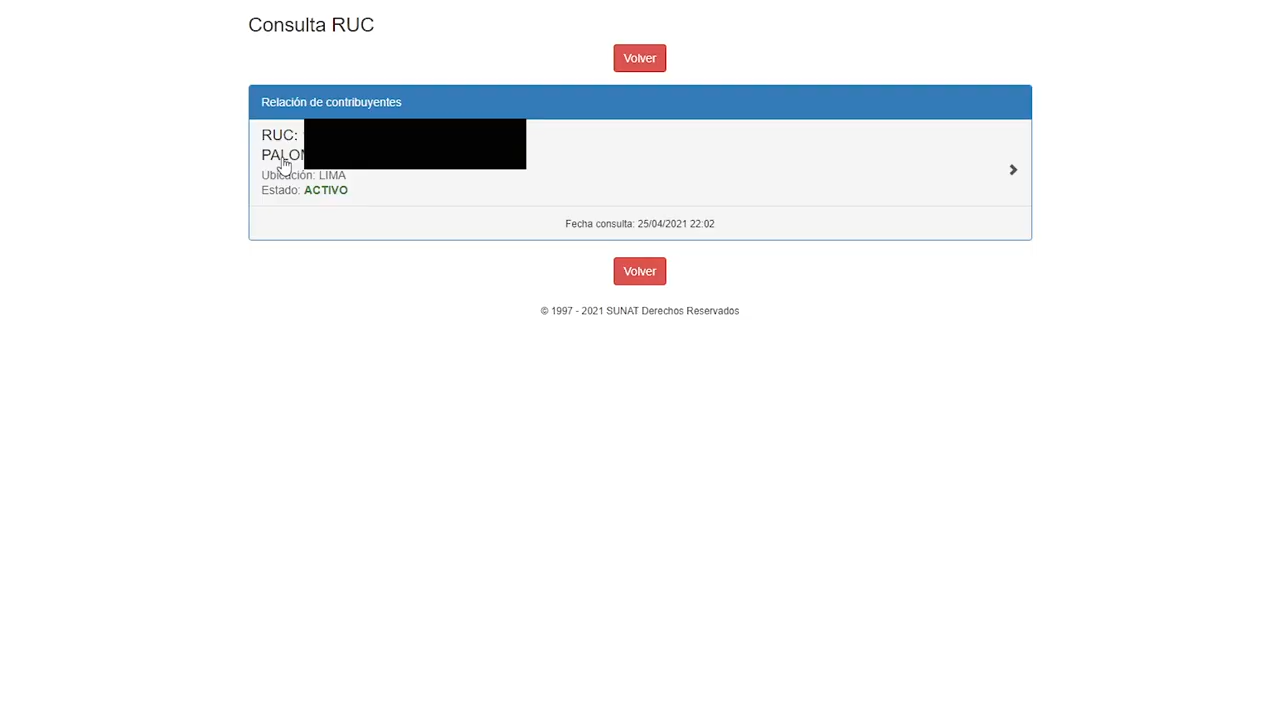 Consulta RUC
Volver
Relación de contribuyentes
RUC:
Ubicación: LIMA
Estado: ACTIVO
Fecha consulta: 25/04/2021 22:02
Volver
© 1997 - 2021 SUNAT Derechos Reservados